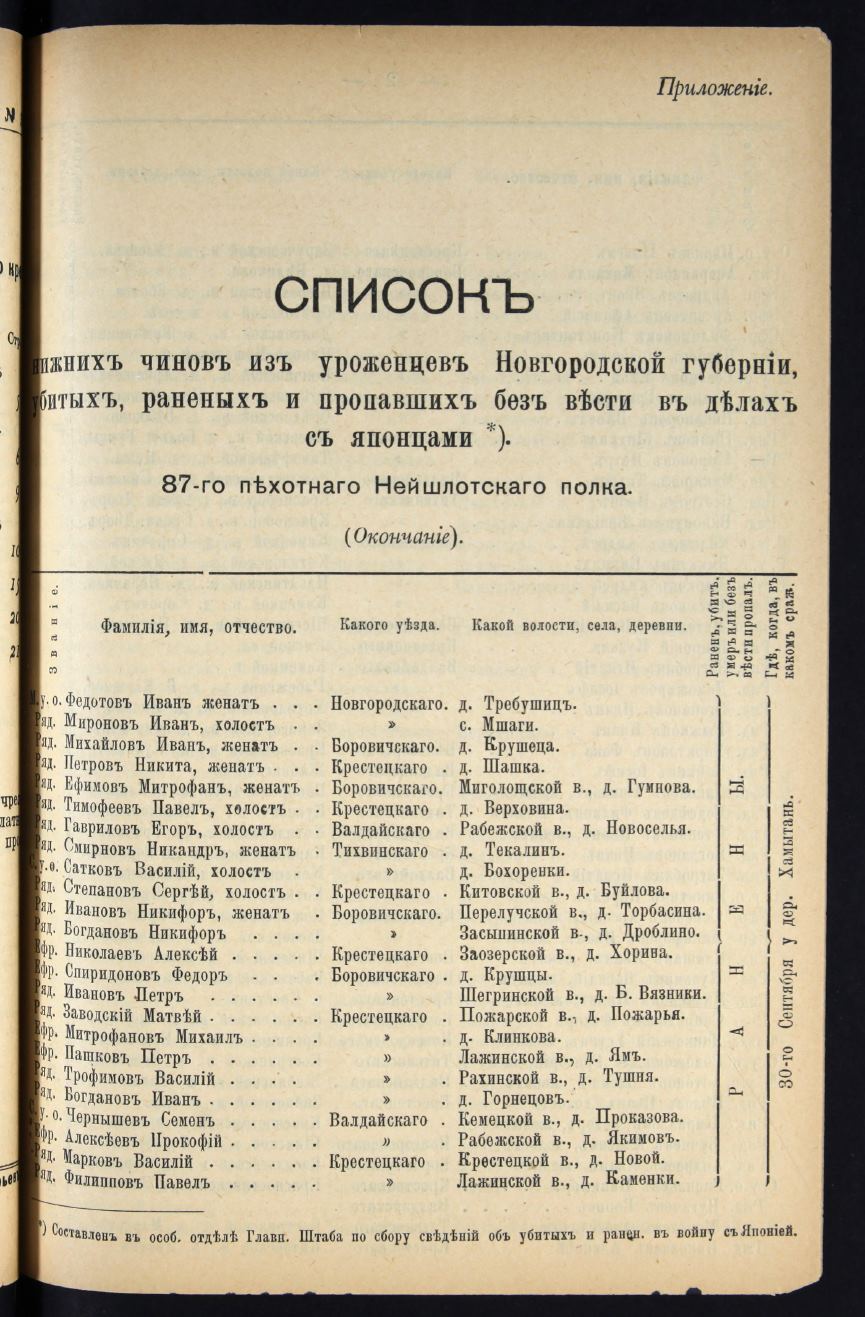 Приложеніе.
СПИСОКЪ
нижнихъ чиновъ изъ уроженцевъ Новгородской губерніи,
убитыхъ, раненыхъ и пропавшихъ безъ вѣсти въ дѣлахъ
съ японцами *).
87-го пѣхотнаго Нейшлотскаго полка.
(Окончаніе).
Званіе. Фамилія, имя, отчество. Какого уѣзда. Какой волости, села, деревни. Раненъ, убитъ, умеръ или безъ вѣсти пропалъ. Гдѣ, когда, въ какомъ сраж.
М. у. о. Федотовъ Иванъ женатъ . . . Новгородскаго. д. Требушицъ.
Ряд. Мироновъ Иванъ, холостъ . . » с. Мшаги.
Ряд. Михайловъ Иванъ, женатъ . . Боровичскаго. д. Крушеца.
Ряд. Петровъ Никита, женатъ . . . Крестецкаго . д. Шашка.
Ряд. Ефимовъ Митрофанъ, женатъ . Боровичскаго. Миголощской в., д. Гумнова.
Ряд. Тимофеевъ Павелъ, холостъ . . Крестецкаго . д. Верховина.
Ряд. Гавриловъ Егоръ, холостъ . . Валдайскаго . Рабежской в., д. Новоселья.
Ряд. Смирновъ Никандръ, женатъ . Тихвинскаго . д. Текалинъ.
С. у. о. Сатковъ Василій, холостъ . » . д. Бохоренки.
Ряд. Степановъ Сергѣй, холостъ . . Крестецкаго . Китовской в., д. Буйлова.
Ряд. Ивановъ Никифоръ, женатъ . Боровичскаго. Перелучской в., д. Торбасина.
Ряд. Богдановъ Никифоръ . . . . » Засыпинской в., д. Дроблино.
Ефр. Николаевъ Алексѣй . . . . . Крестецкаго . Заозерской в., д. Хорина.
Ефр. Спиридоновъ Федоръ . . . . Боровичскаго . д. Крушцы.
Ряд. Ивановъ Петръ . . . . . . » Шегринской в., д. Б. Вязники.
Ряд. Заводскій Матвѣй . . . . . . Крестецкаго . Пожарской в., д. Пожарья.
Ефр. Митрофановъ Михаилъ . . . . » . д. Клинкова.
Ефр. Пашковъ Петръ . . . . . . » Лажинской в., д. Ямъ.
Ряд. Трофимовъ Василій . . . . » . Рахинской в., д. Тушня.
Ряд. Богдановъ Иванъ . . . . . . » . д. Горнецовъ.
С. у. о. Чернышевъ Семенъ . . . . . Валдайскаго . Кемецкой в., д. Проказова.
Ефр. Алексѣевъ Прокофій . . . . . » Рабежской в., д. Якимовъ.
Ряд. Марковъ Василій . . . . . . Крестецкаго . Крестецкой в., д. Новой.
Ряд. Филипповъ Павелъ . . . . . » Лажинской в., д. Каменки.
РАНЕНЫ.
30-го Сентября у дер. Хамытань.
*) Составленъ въ особ. отдѣлѣ Главн. Штаба по сбору свѣдѣній объ убитыхъ и ранен. въ войну съ Японіей.